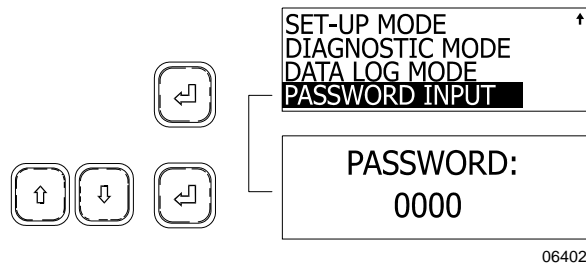 SET-UP MODE
DIAGNOSTIC MODE
DATA LOG MODE
PASSWORD INPUT
PASSWORD:
0000
06402